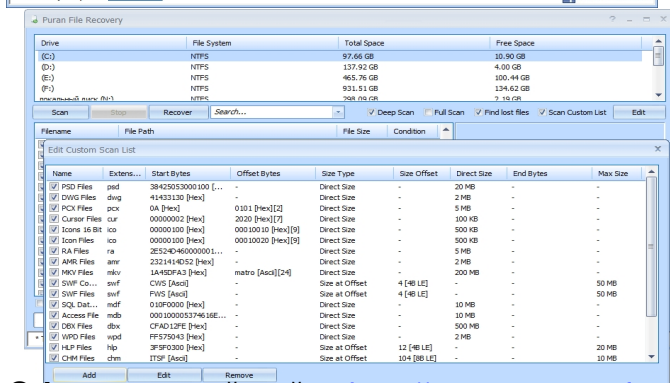 Puran File Recovery
Drive File System Total Space Free Space
(C:) NTFS 97.66 GB 10.90 GB
(D:) NTFS 137.92 GB 4.00 GB
(E:) NTFS 465.76 GB 100.44 GB
(F:) NTFS 931.51 GB 134.62 GB
локальный диск (N:) NTFS 298.09 GB 2.19 GB
Scan Stop Recover Search... Deep Scan Full Scan Find lost files Scan Custom List Edit
Filename File Path File Size Condition
Edit Custom Scan List
Name Extens... Start Bytes Offset Bytes Size Type Size Offset Direct Size End Bytes Max Size
PSD Files psd 38425053000100 [... - Direct Size - 20 MB - -
DWG Files dwg 41433130 [Hex] - Direct Size - 2 MB - -
PCX Files pcx 0A [Hex] 0101 [Hex][2] Direct Size - 5 MB - -
Cursor Files cur 00000002 [Hex] 2020 [Hex][7] Direct Size - 100 KB - -
Icons 16 Bit ico 00000100 [Hex] 00010010 [Hex][9] Direct Size - 500 KB - -
Icon Files ico 00000100 [Hex] 00010020 [Hex][9] Direct Size - 500 KB - -
RA Files ra 2E524D460000001... - Direct Size - 5 MB - -
AMR Files amr 2321414D52 [Hex] - Direct Size - 2 MB - -
MKV Files mkv 1A45DFA3 [Hex] matro [Ascii][24] Direct Size - 200 MB - -
SWF Co... swf CWS [Ascii] - Size at Offset 4 [4B LE] - - 50 MB
SWF Files swf FWS [Ascii] - Size at Offset 4 [4B LE] - - 50 MB
SQL Dat... mdf 010F0000 [Hex] - Direct Size - 10 MB - -
Access File mdb 000100005374616E... - Direct Size - 10 MB - -
DBX Files dbx CFAD12FE [Hex] - Direct Size - 500 MB - -
WPD Files wpd FF575043 [Hex] - Direct Size - 2 MB - -
HLP Files hlp 3F5F0300 [Hex] - Size at Offset 12 [4B LE] - - 20 MB
CHM Files chm ITSF [Ascii] - Size at Offset 104 [8B LE] - - 10 MB
Add Edit Remove